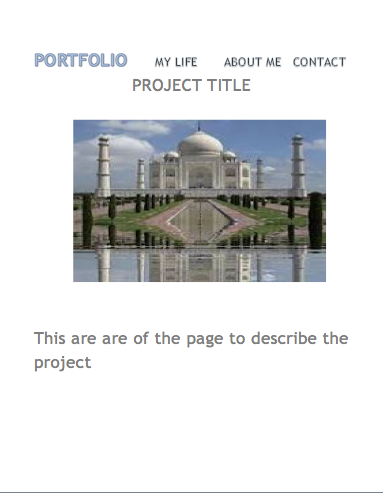 PORTFOLIO MY LIFE ABOUT ME CONTACT
PROJECT TITLE
This are are of the page to describe the
project